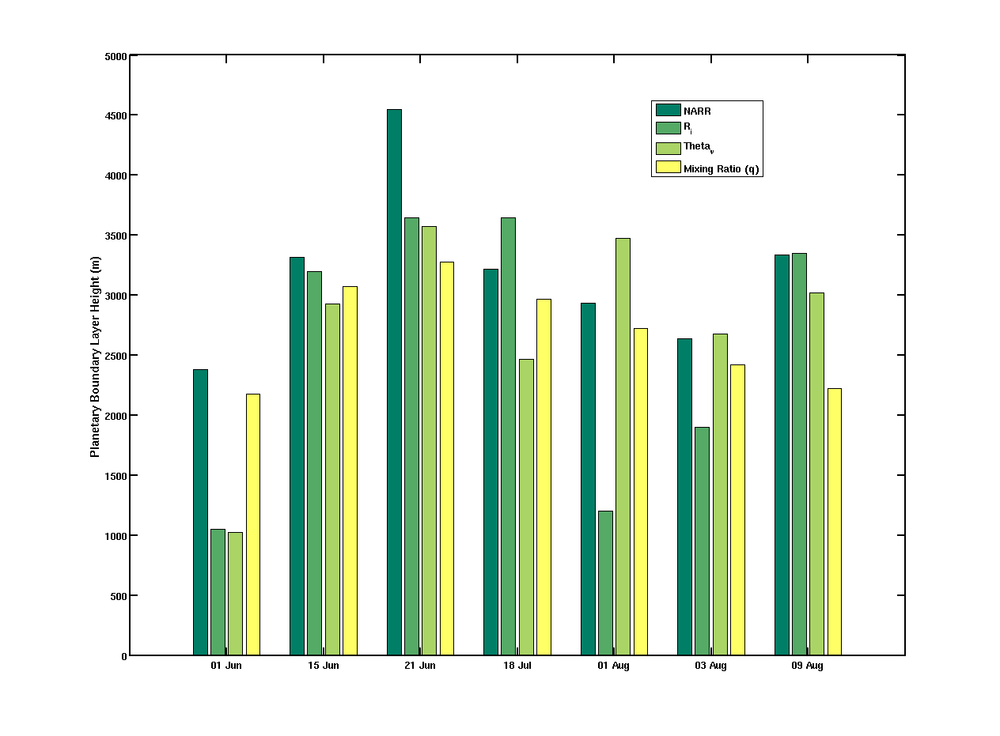 5000
4500
4000
3500
3000
2500
2000
1500
1000
500
0
Planetary Boundary Layer Height (m)
01 Jun
15 Jun
21 Jun
18 Jul
01 Aug
03 Aug
09 Aug
NARR
Ri
Thetaφ
Mixing Ratio (q)